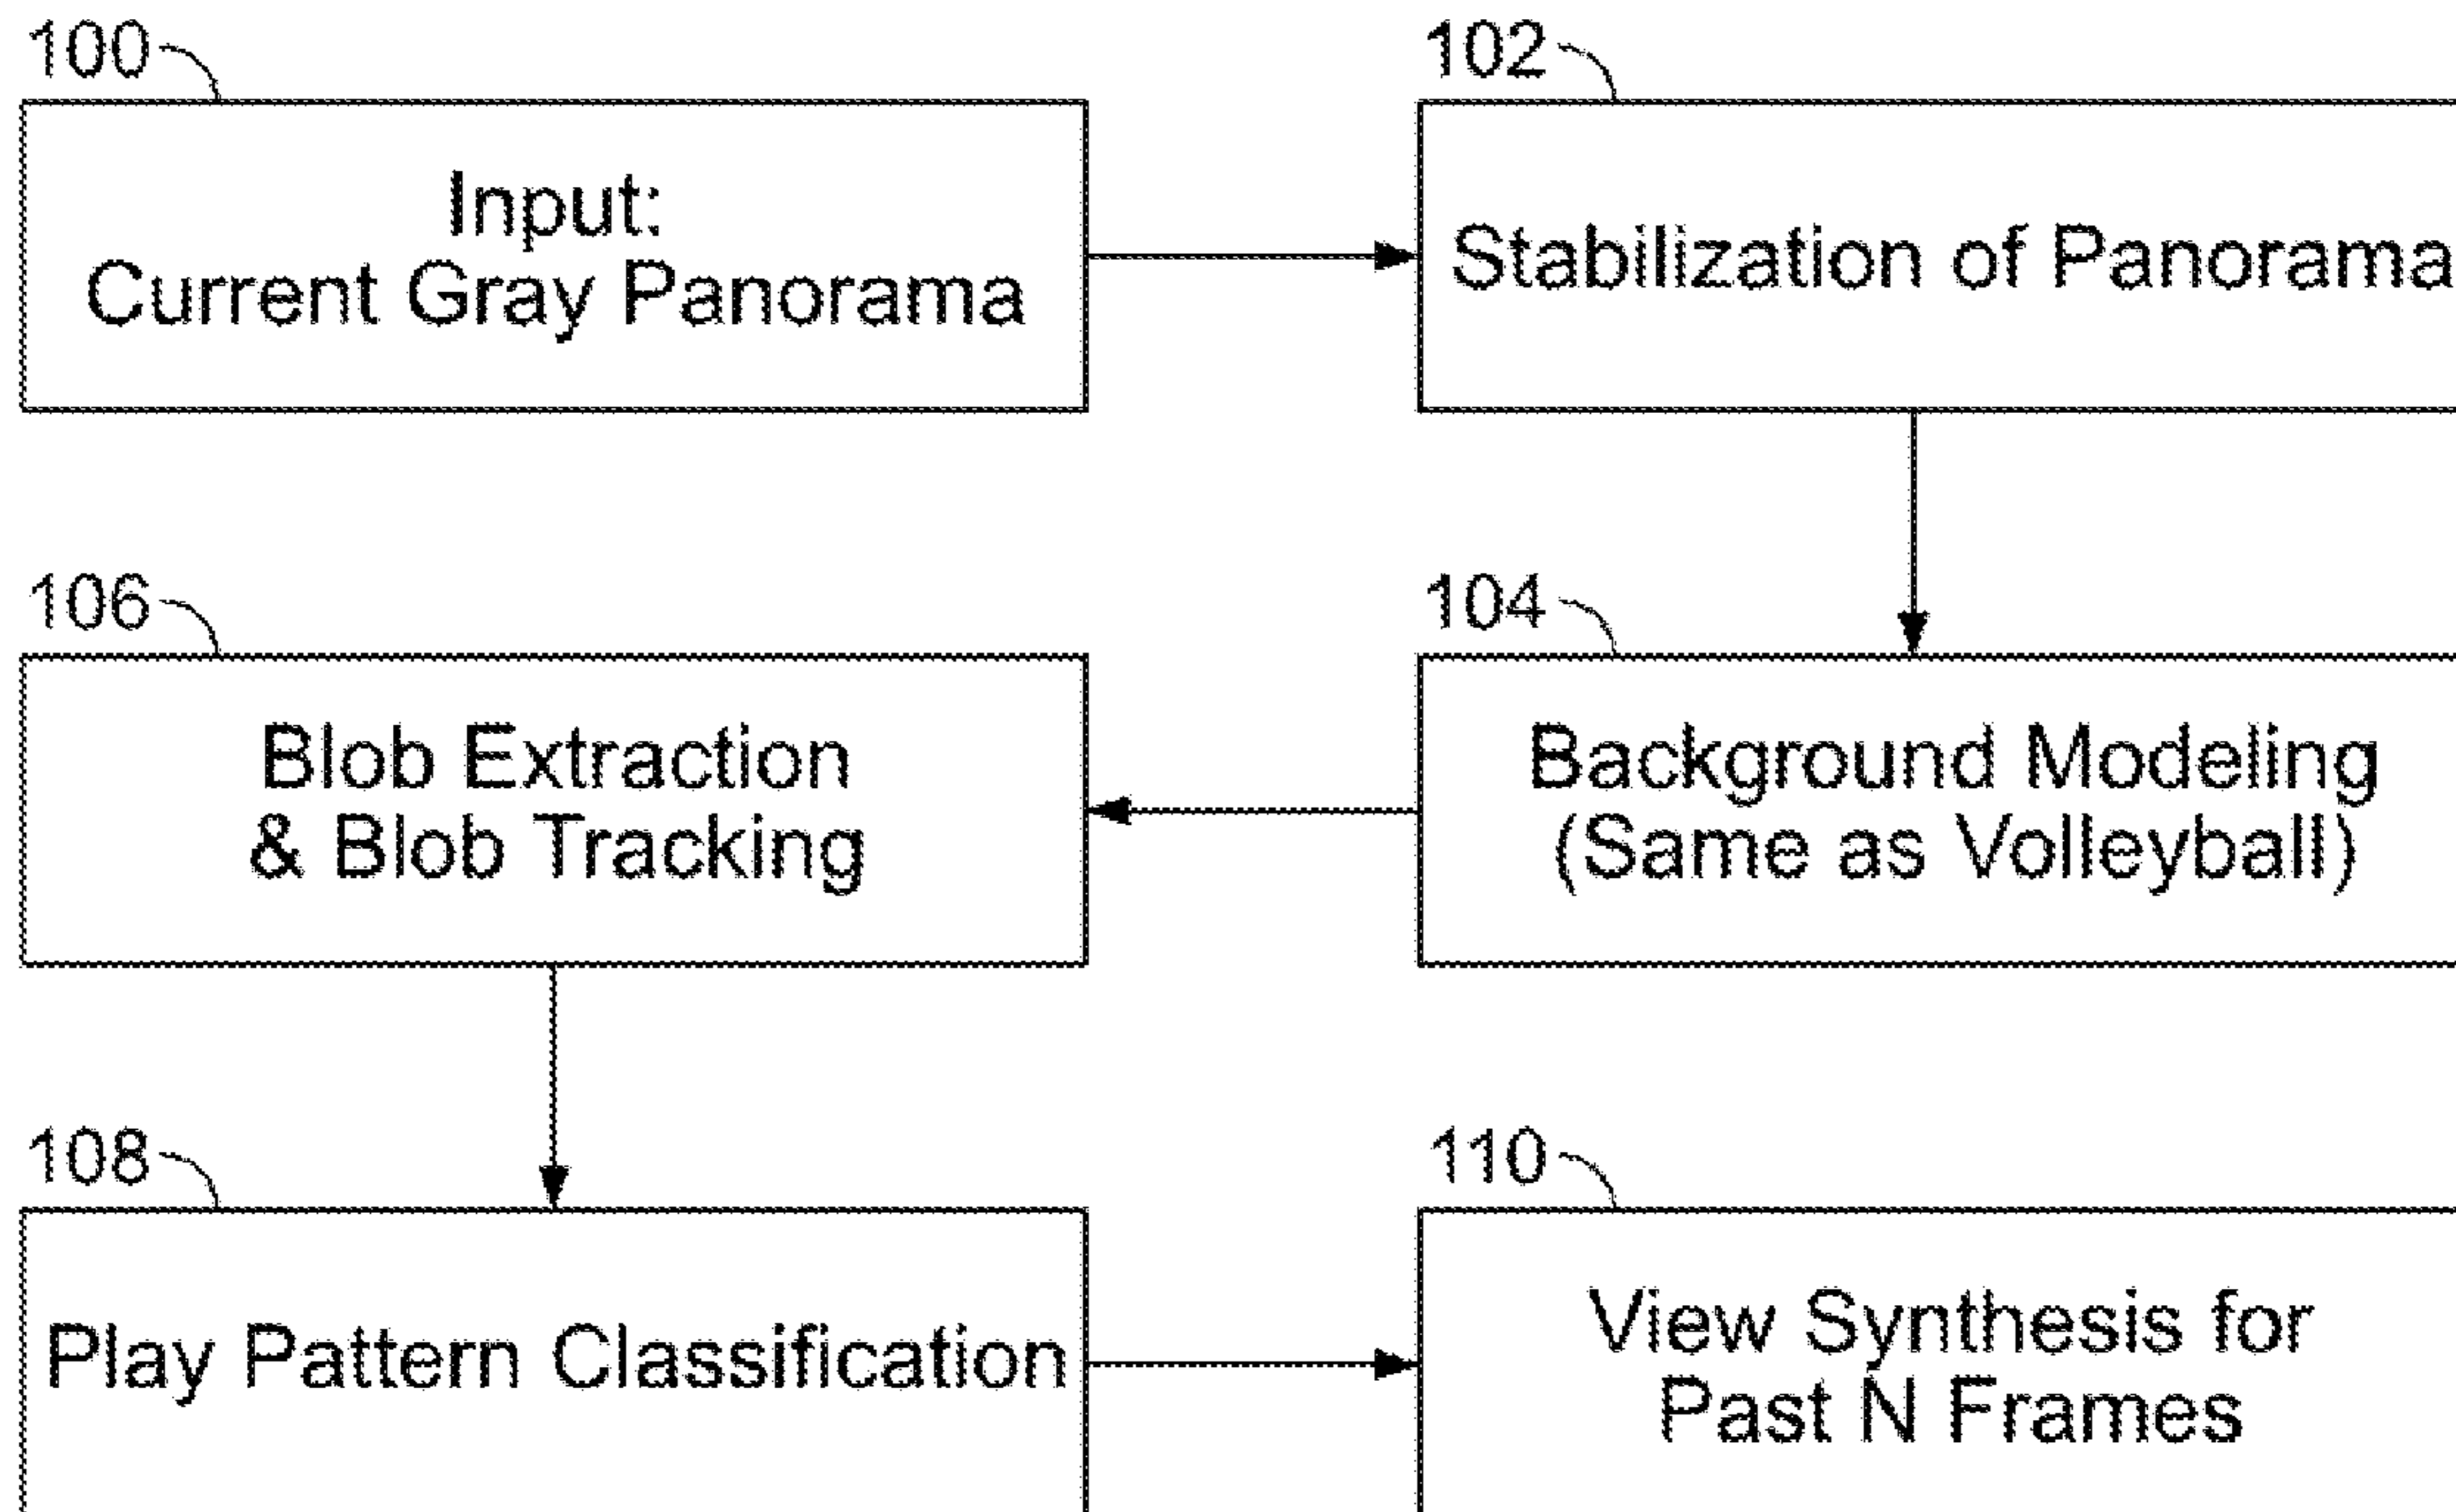 100
102
Input:
Current Gray Panorama
Stabilization of Panorama
106
104
Blob Extraction
& Blob Tracking
Background Modeling
(Same as Volleyball)
108
110
Play Pattern Classification
View Synthesis for
Past N Frames